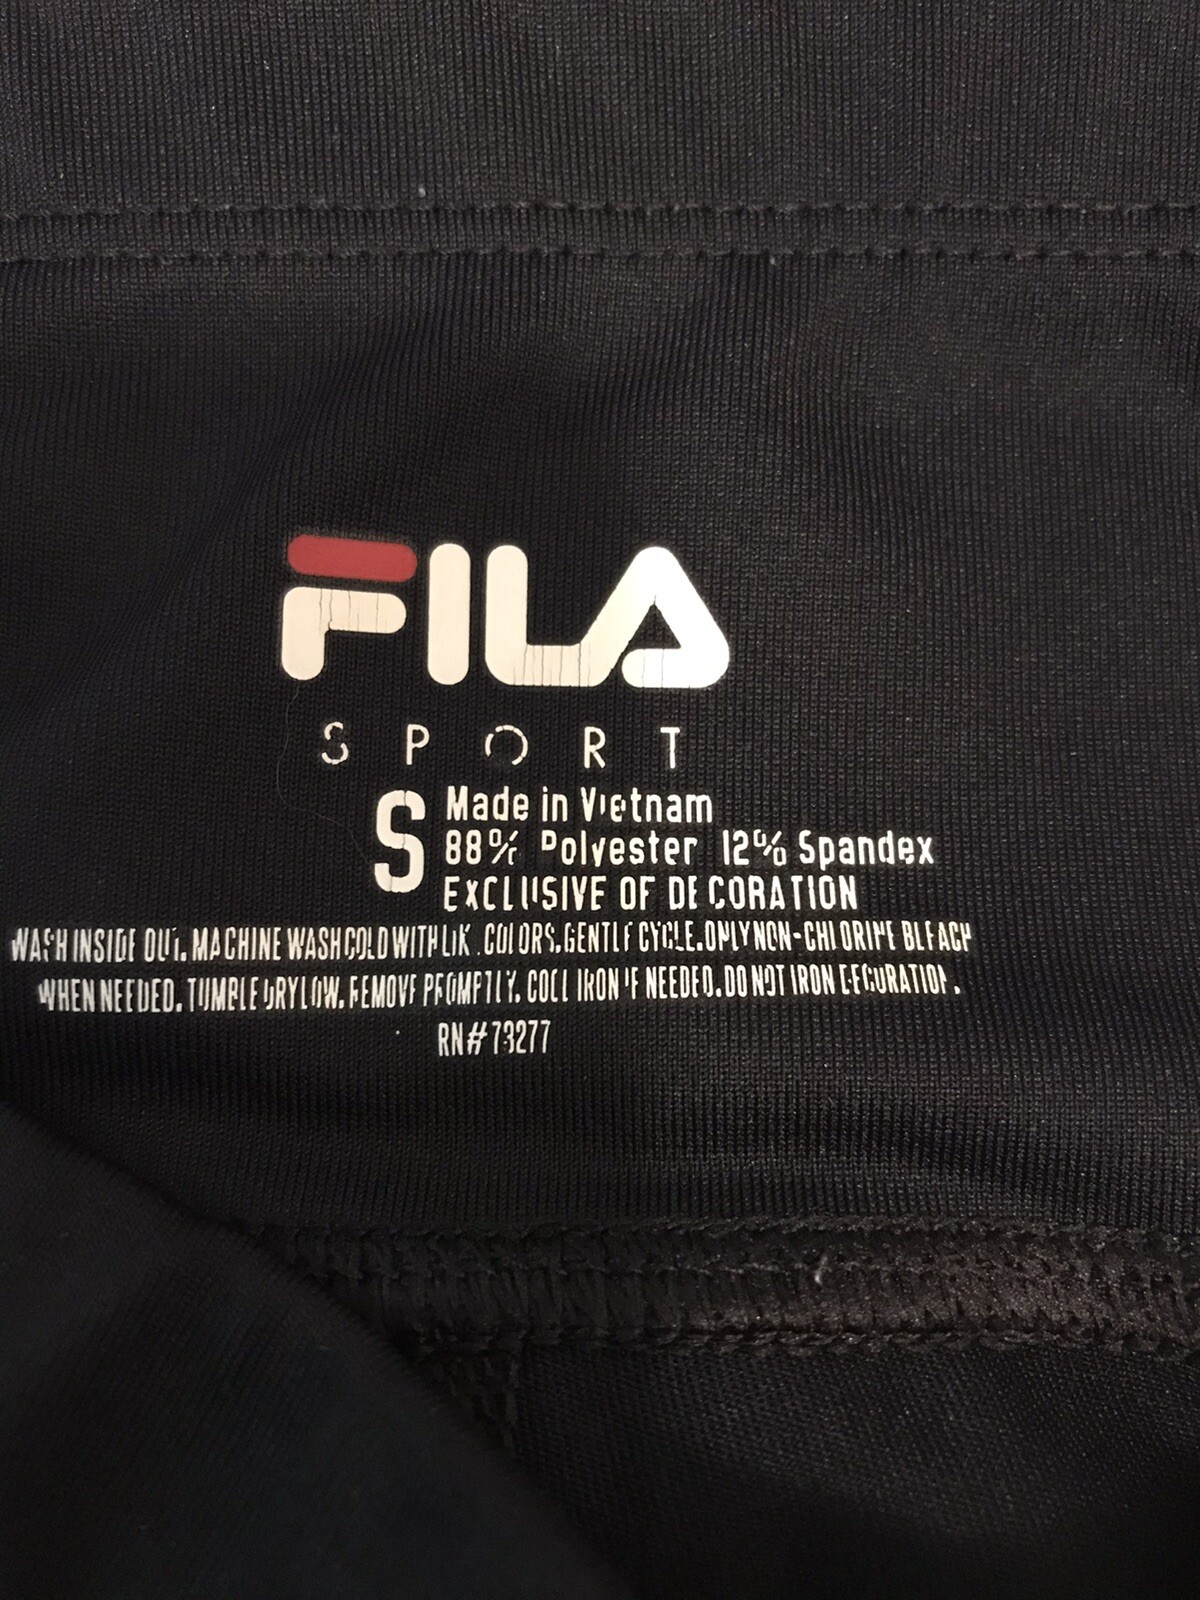 FILA
SPORT
S
Made in Vietnam
88% Polyester 12% Spandex
EXCLUSIVE OF DECORATION
WASH INSIDE OUT. MACHINE WASH COLD WITH LIKE COLORS. GENTLE CYCLE. ONLY NON-CHLORINE BLEACH
WHEN NEEDED. TUMBLE DRY LOW. REMOVE PROMPTLY. COOL IRON IF NEEDED. DO NOT IRON DECORATION.
RN#73277